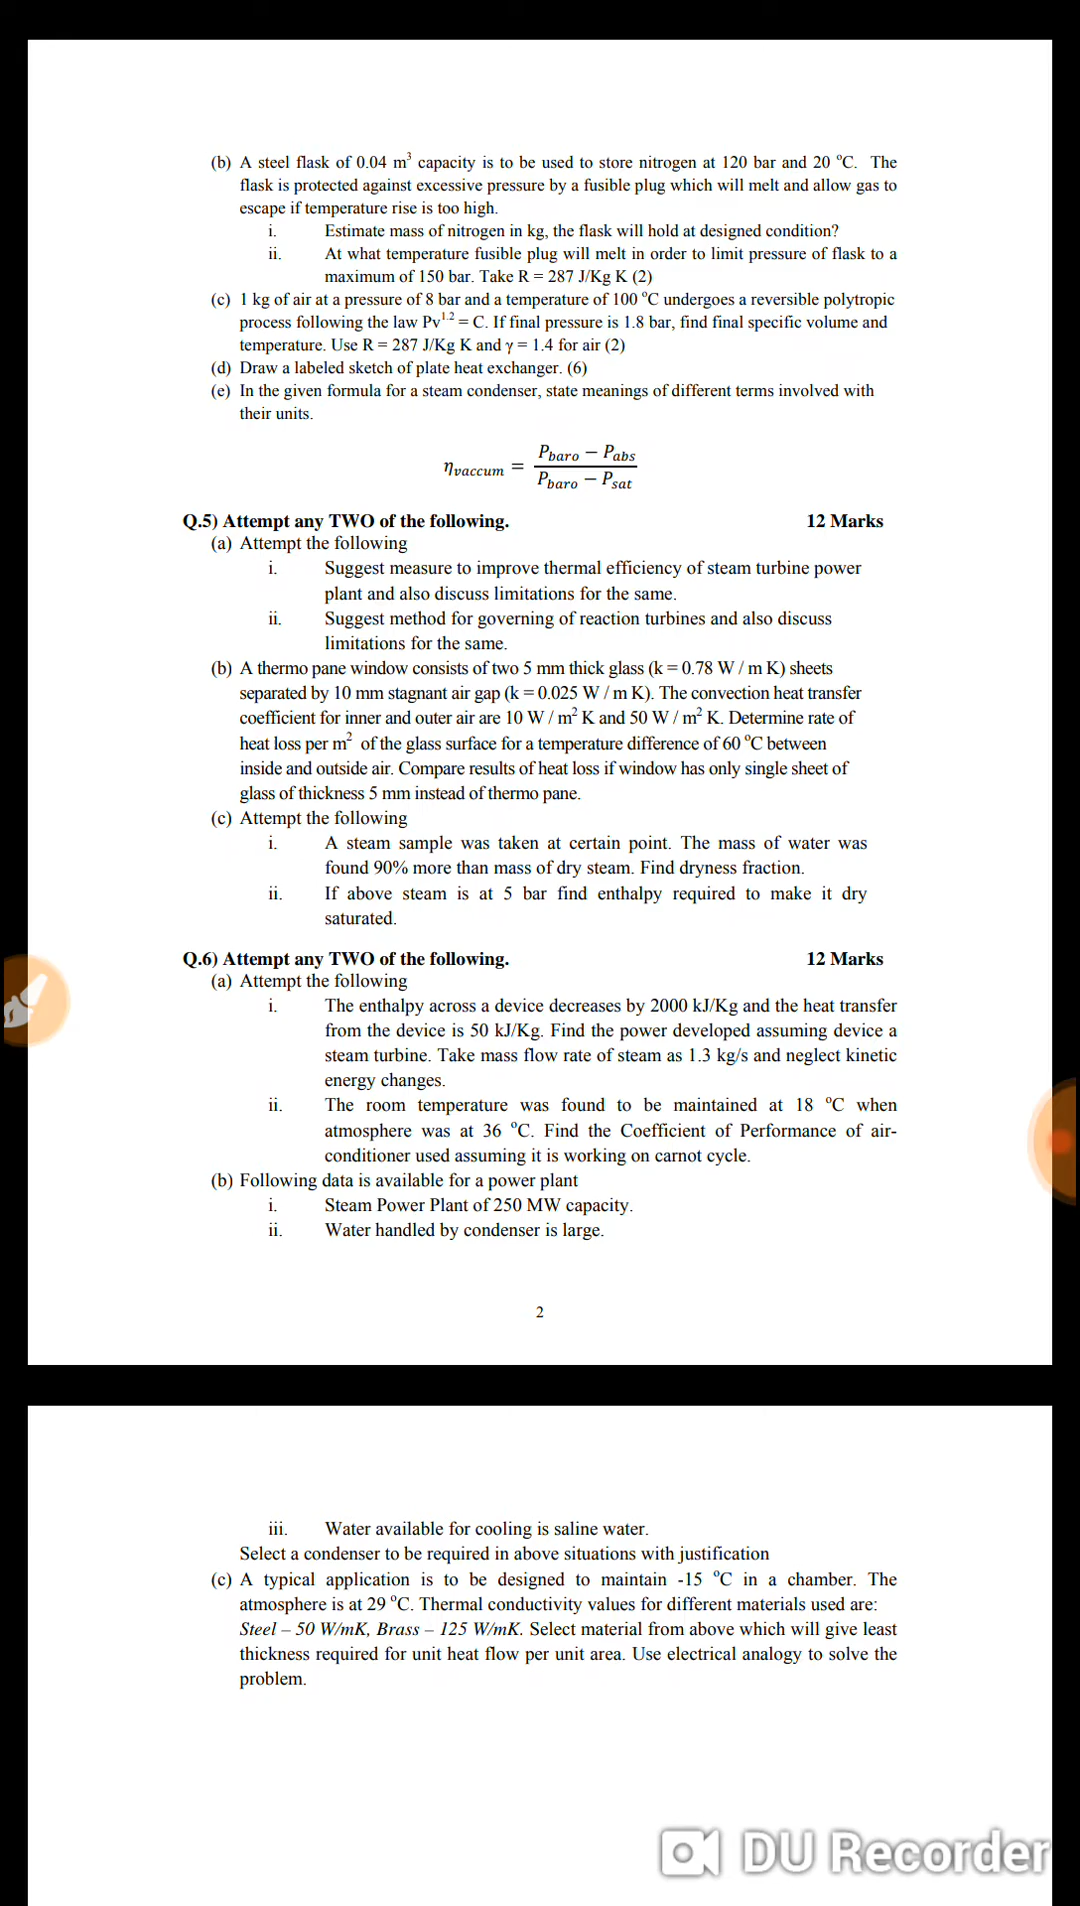 (b) A steel flask of 0.04 m³ capacity is to be used to store nitrogen at 120 bar and 20 °C. The
flask is protected against excessive pressure by a fusible plug which will melt and allow gas to
escape if temperature rise is too high.
i. Estimate mass of nitrogen in kg, the flask will hold at designed condition?
ii. At what temperature fusible plug will melt in order to limit pressure of flask to a
maximum of 150 bar. Take R = 287 J/Kg K (2)
(c) 1 kg of air at a pressure of 8 bar and a temperature of 100 °C undergoes a reversible polytropic
process following the law Pv^1.2 = C. If final pressure is 1.8 bar, find final specific volume and
temperature. Use R = 287 J/Kg K and γ = 1.4 for air (2)
(d) Draw a labeled sketch of plate heat exchanger. (6)
(e) In the given formula for a steam condenser, state meanings of different terms involved with
their units.
η_vaccum = (P_baro − P_abs) / (P_baro − P_sat)
Q.5) Attempt any TWO of the following. 12 Marks
(a) Attempt the following
i. Suggest measure to improve thermal efficiency of steam turbine power
plant and also discuss limitations for the same.
ii. Suggest method for governing of reaction turbines and also discuss
limitations for the same.
(b) A thermo pane window consists of two 5 mm thick glass (k = 0.78 W / m K) sheets
separated by 10 mm stagnant air gap (k = 0.025 W / m K). The convection heat transfer
coefficient for inner and outer air are 10 W / m² K and 50 W / m² K. Determine rate of
heat loss per m² of the glass surface for a temperature difference of 60 °C between
inside and outside air. Compare results of heat loss if window has only single sheet of
glass of thickness 5 mm instead of thermo pane.
(c) Attempt the following
i. A steam sample was taken at certain point. The mass of water was
found 90% more than mass of dry steam. Find dryness fraction.
ii. If above steam is at 5 bar find enthalpy required to make it dry
saturated.
Q.6) Attempt any TWO of the following. 12 Marks
(a) Attempt the following
i. The enthalpy across a device decreases by 2000 kJ/Kg and the heat transfer
from the device is 50 kJ/Kg. Find the power developed assuming device a
steam turbine. Take mass flow rate of steam as 1.3 kg/s and neglect kinetic
energy changes.
ii. The room temperature was found to be maintained at 18 °C when
atmosphere was at 36 °C. Find the Coefficient of Performance of air-
conditioner used assuming it is working on carnot cycle.
(b) Following data is available for a power plant
i. Steam Power Plant of 250 MW capacity.
ii. Water handled by condenser is large.
2
iii. Water available for cooling is saline water.
Select a condenser to be required in above situations with justification
(c) A typical application is to be designed to maintain -15 °C in a chamber. The
atmosphere is at 29 °C. Thermal conductivity values for different materials used are:
Steel – 50 W/mK, Brass – 125 W/mK. Select material from above which will give least
thickness required for unit heat flow per unit area. Use electrical analogy to solve the
problem.
DU Recorder